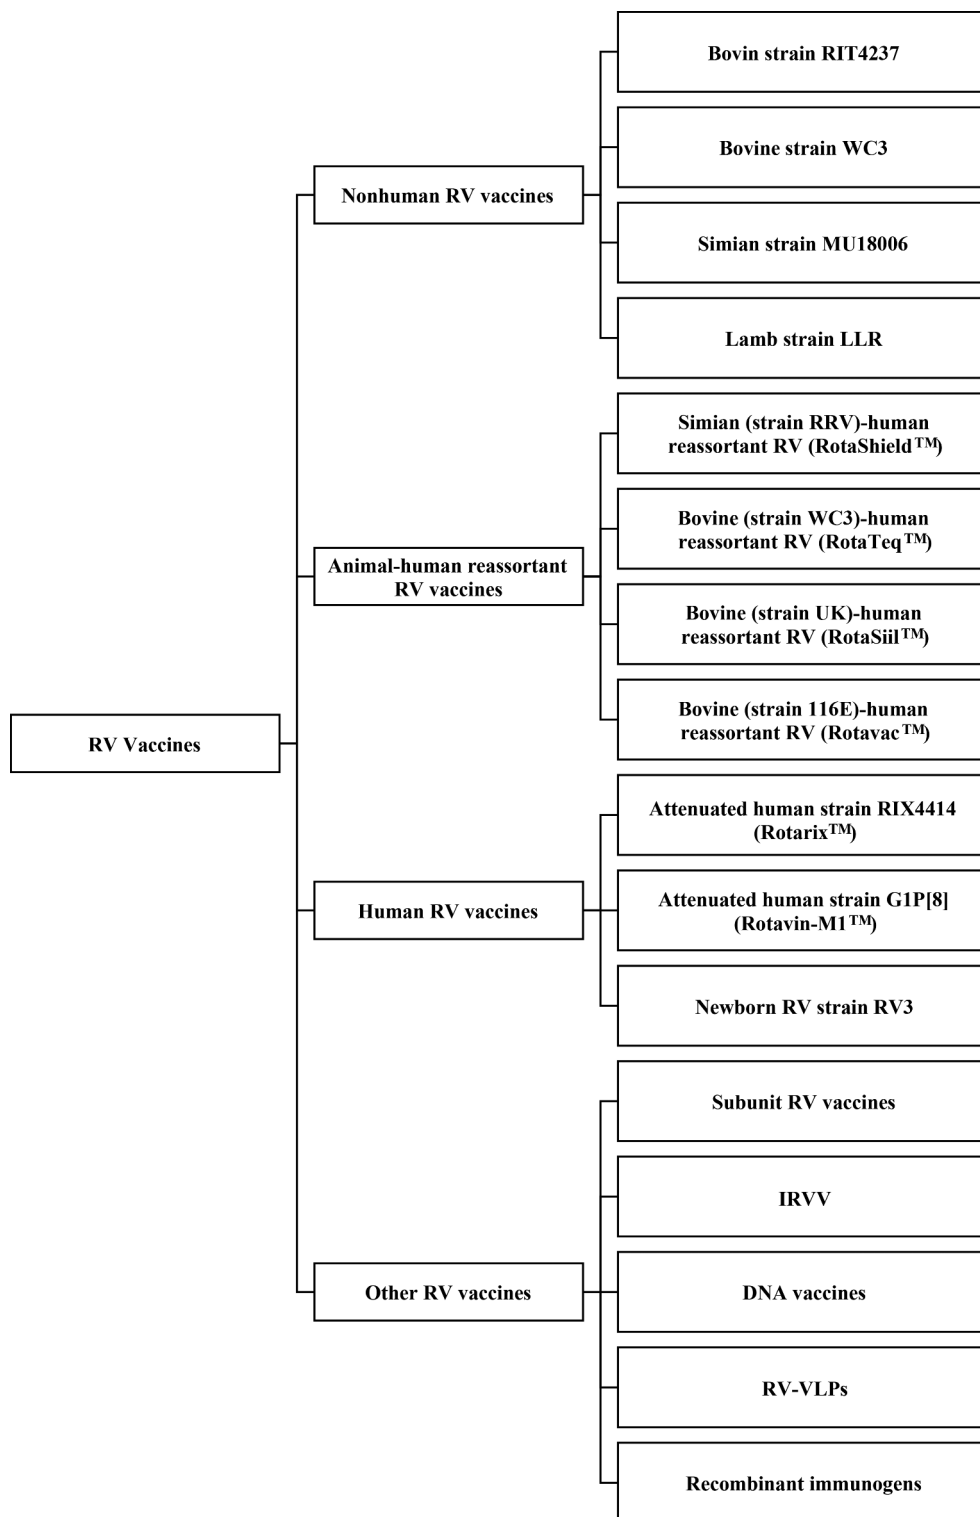 Bovin strain RIT4237
Bovine strain WC3
Nonhuman RV vaccines
Simian strain MU18006
Lamb strain LLR
Simian (strain RRV)-human
reassortant RV (RotaShield™)
Bovine (strain WC3)-human
reassortant RV (RotaTeq™)
Animal-human reassortant
RV vaccines
Bovine (strain UK)-human
reassortant RV (RotaSiil™)
Bovine (strain 116E)-human
reassortant RV (Rotavac™)
RV Vaccines
Attenuated human strain RIX4414
(Rotarix™)
Human RV vaccines
Attenuated human strain G1P[8]
(Rotavin-M1™)
Newborn RV strain RV3
Subunit RV vaccines
IRVV
Other RV vaccines
DNA vaccines
RV-VLPs
Recombinant immunogens